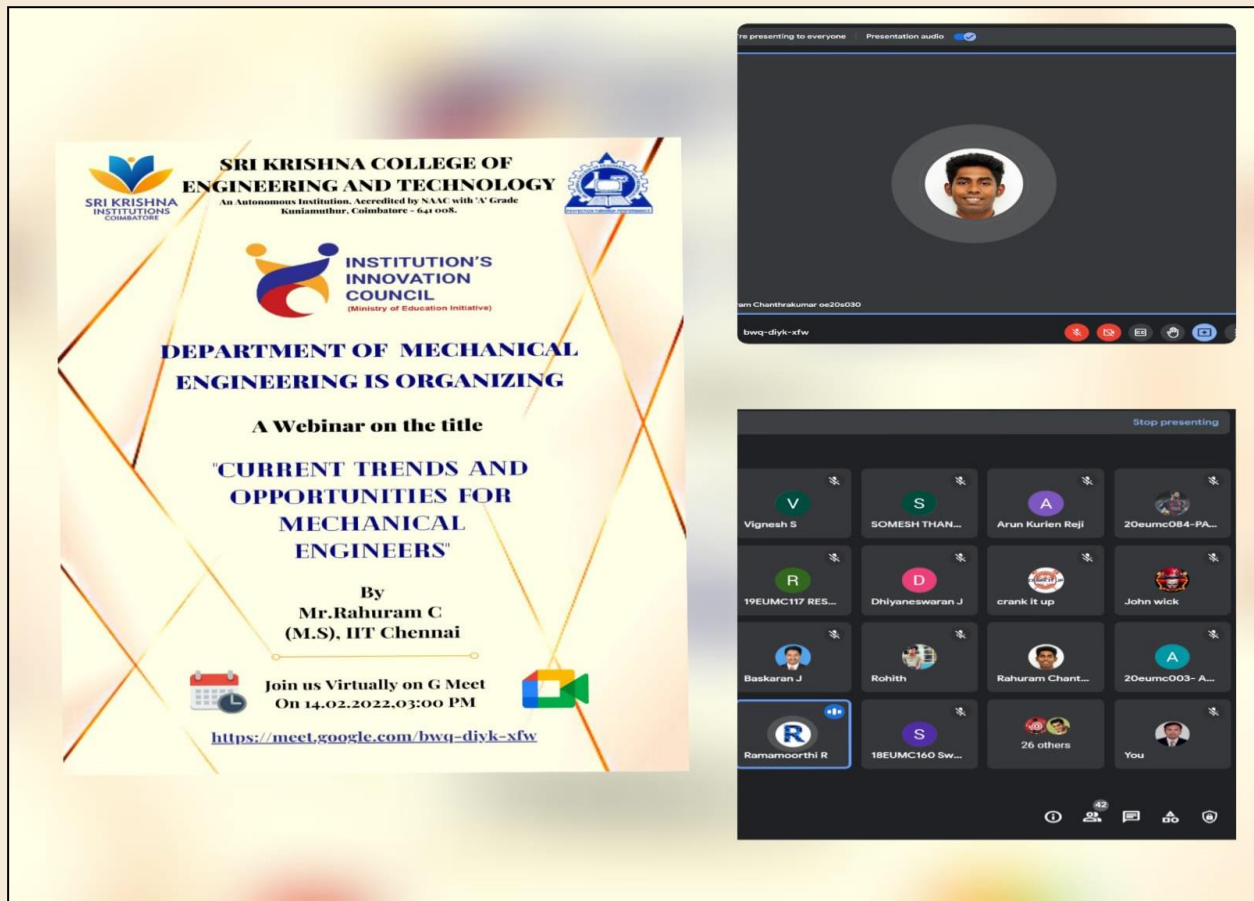 SRI KRISHNA
INSTITUTIONS
COIMBATORE
SRI KRISHNA COLLEGE OF
ENGINEERING AND TECHNOLOGY
An Autonomous Institution, Accredited by NAAC with 'A' Grade
Kuniamuthur, Coimbatore - 641 008.
INSTITUTION'S
INNOVATION
COUNCIL
(Ministry of Education Initiative)
DEPARTMENT OF MECHANICAL
ENGINEERING IS ORGANIZING
A Webinar on the title
"CURRENT TRENDS AND
OPPORTUNITIES FOR
MECHANICAL
ENGINEERS"
By
Mr.Rahuram C
(M.S), IIT Chennai
Join us Virtually on G Meet
On 14.02.2022,03:00 PM
https://meet.google.com/bwq-diyk-xfw
're presenting to everyone Presentation audio
am Chanthrakumar oe20s030
bwq-diyk-xfw
Stop presenting
V
Vignesh S
S
SOMESH THAN...
A
Arun Kurien Reji
20eumc084-PA...
R
19EUMC117 RES...
D
Dhiyaneswaran J
crank it up
John wick
Baskaran J
Rohith
Rahuram Chant...
A
20eumc003- A...
R
Ramamoorthi R
S
18EUMC160 Sw...
26 others
You
42